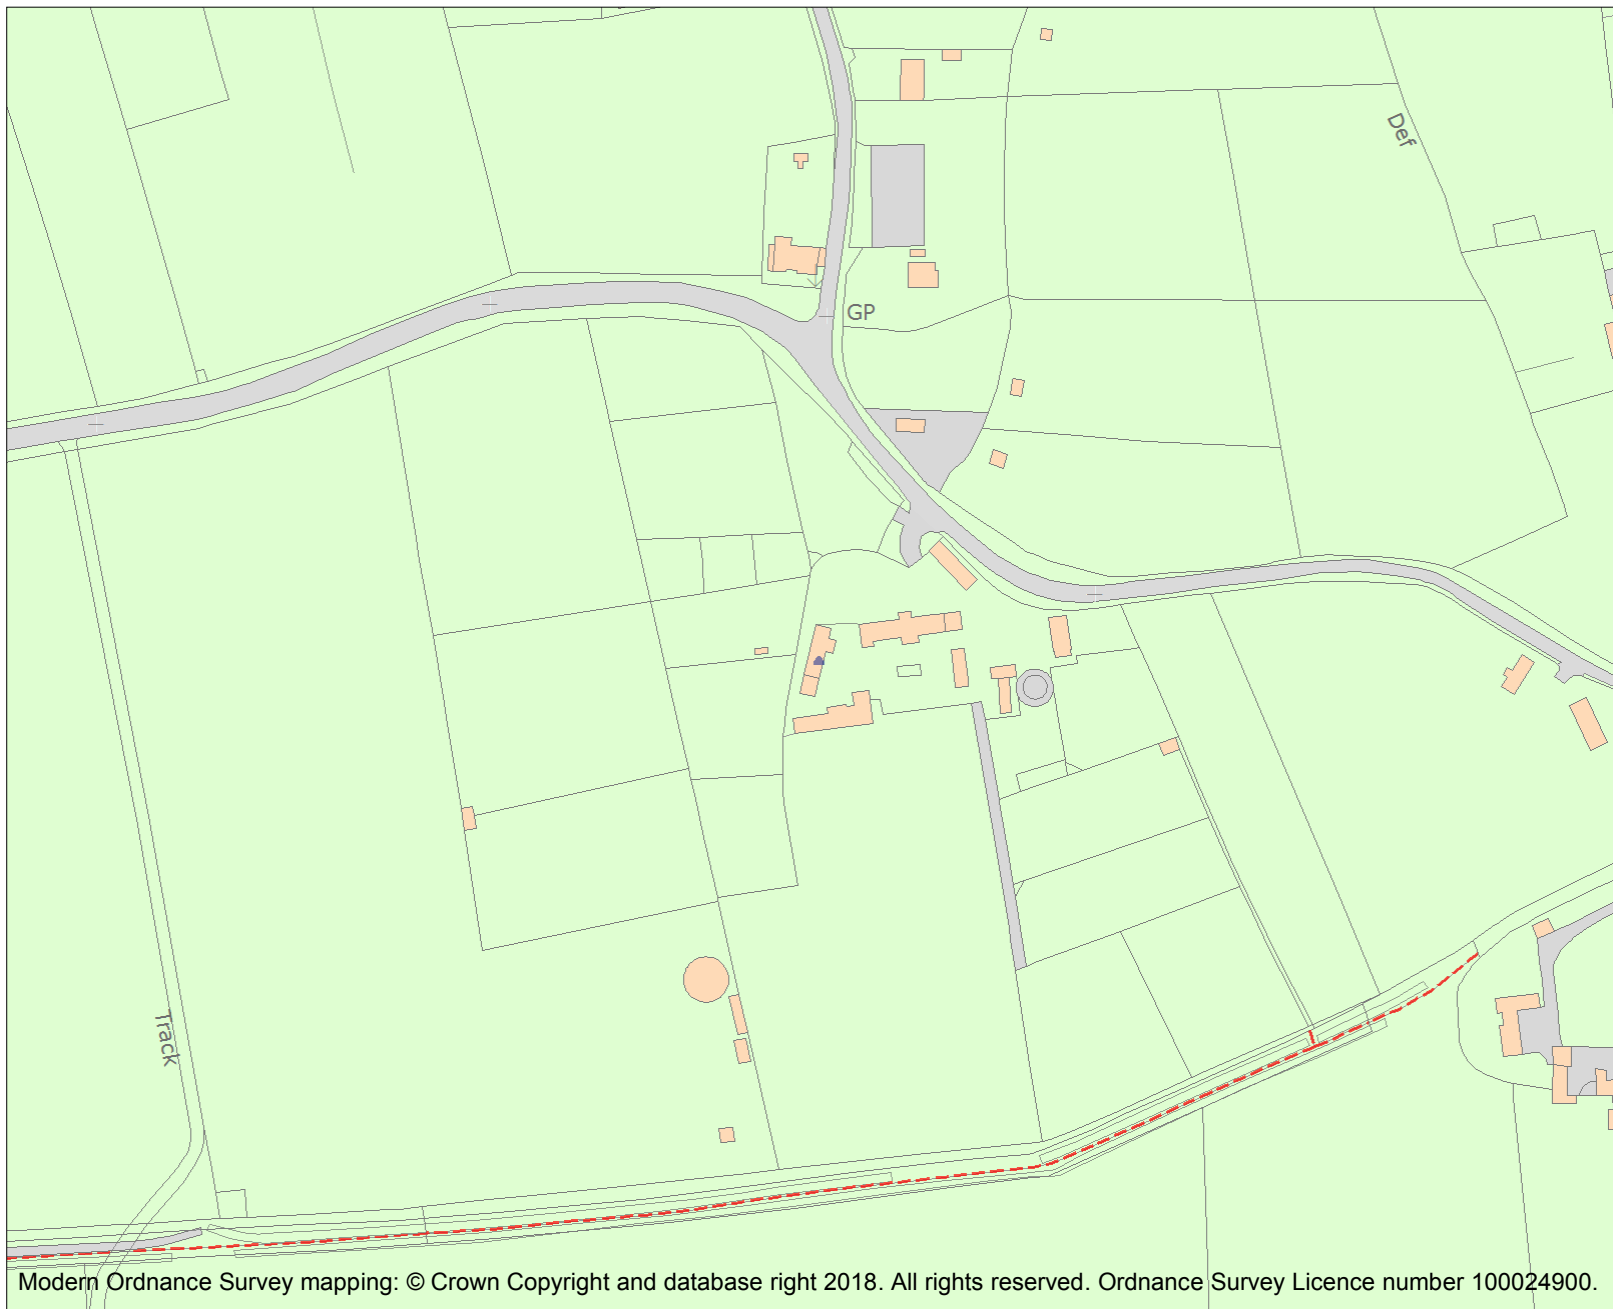 Def
GP
Track
Modern Ordnance Survey mapping: © Crown Copyright and database right 2018. All rights reserved. Ordnance Survey Licence number 100024900.